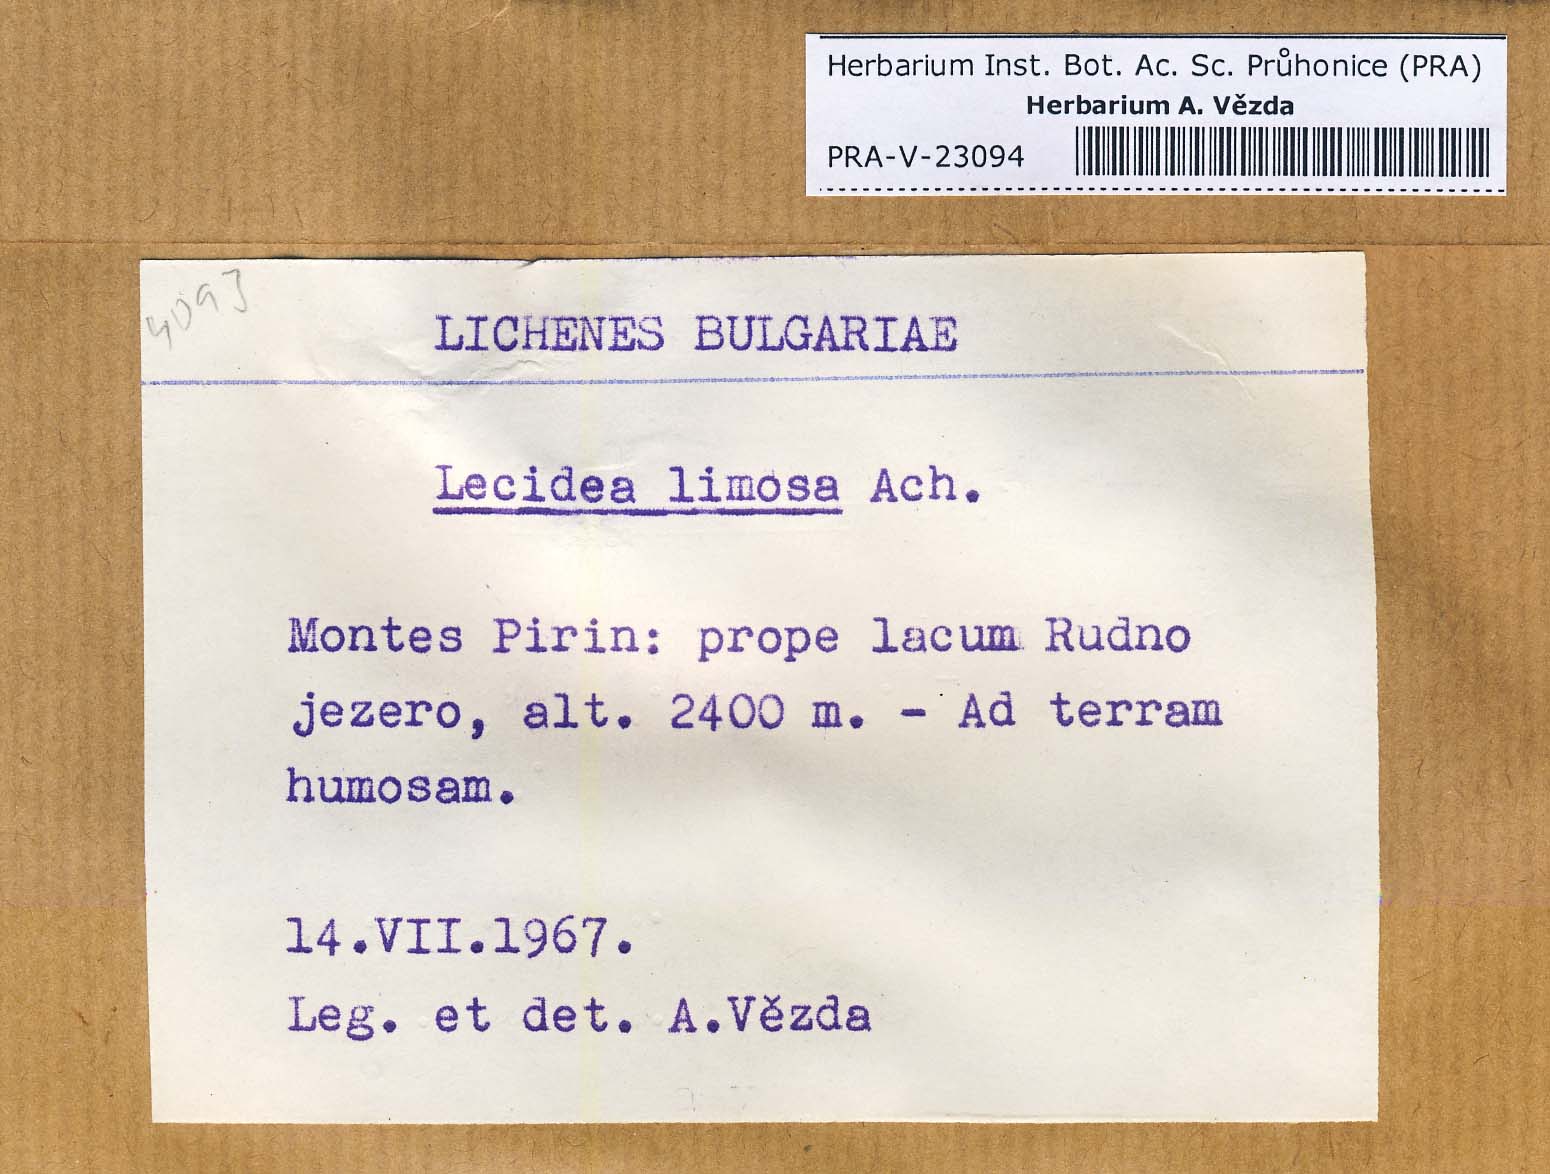 Herbarium Inst. Bot. Ac. Sc. Průhonice (PRA)
Herbarium A. Vězda
PRA-V-23094
4093
LICHENES BULGARIAE
Lecidea limosa Ach.
Montes Pirin: prope lacum Rudno
jezero, alt. 2400 m. - Ad terram
humosam.
14.VII.1967.
Leg. et det. A.Vězda